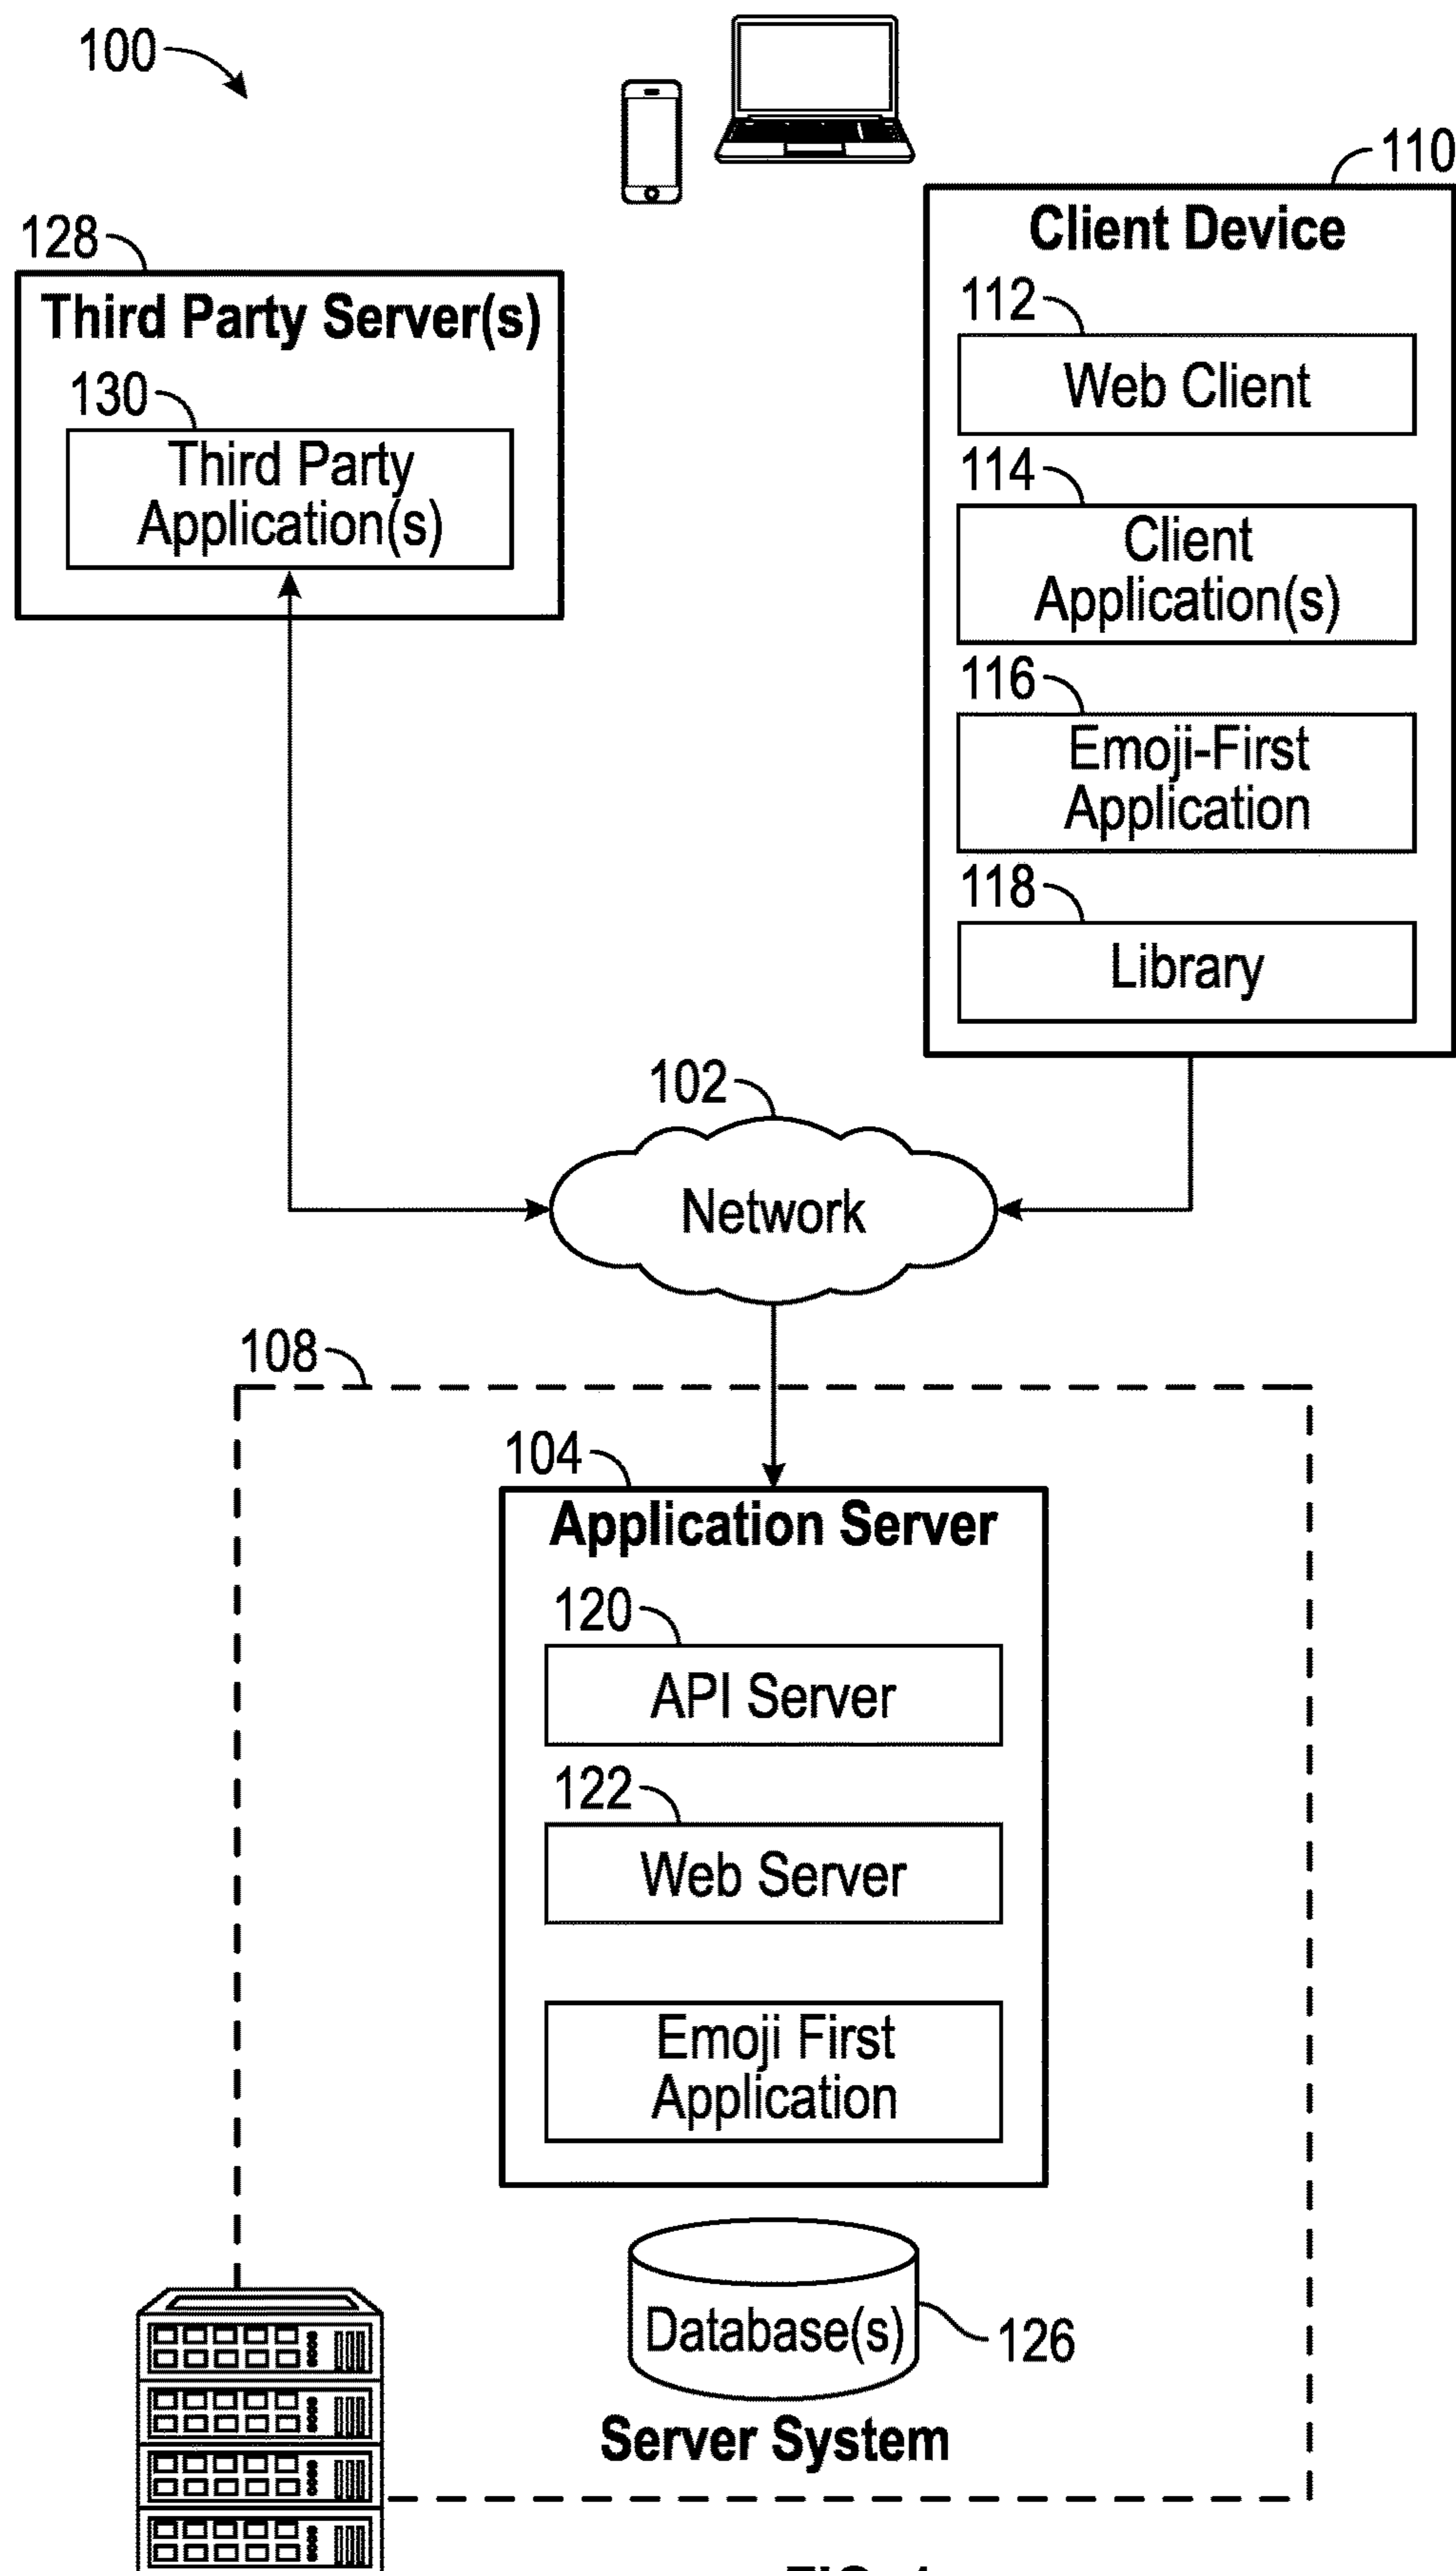 100
110
Client Device
112
Web Client
114
Client
Application(s)
116
Emoji-First
Application
118
Library
128
Third Party Server(s)
130
Third Party
Application(s)
102
Network
108
104
Application Server
120
API Server
122
Web Server
Emoji First
Application
Database(s)
126
Server System